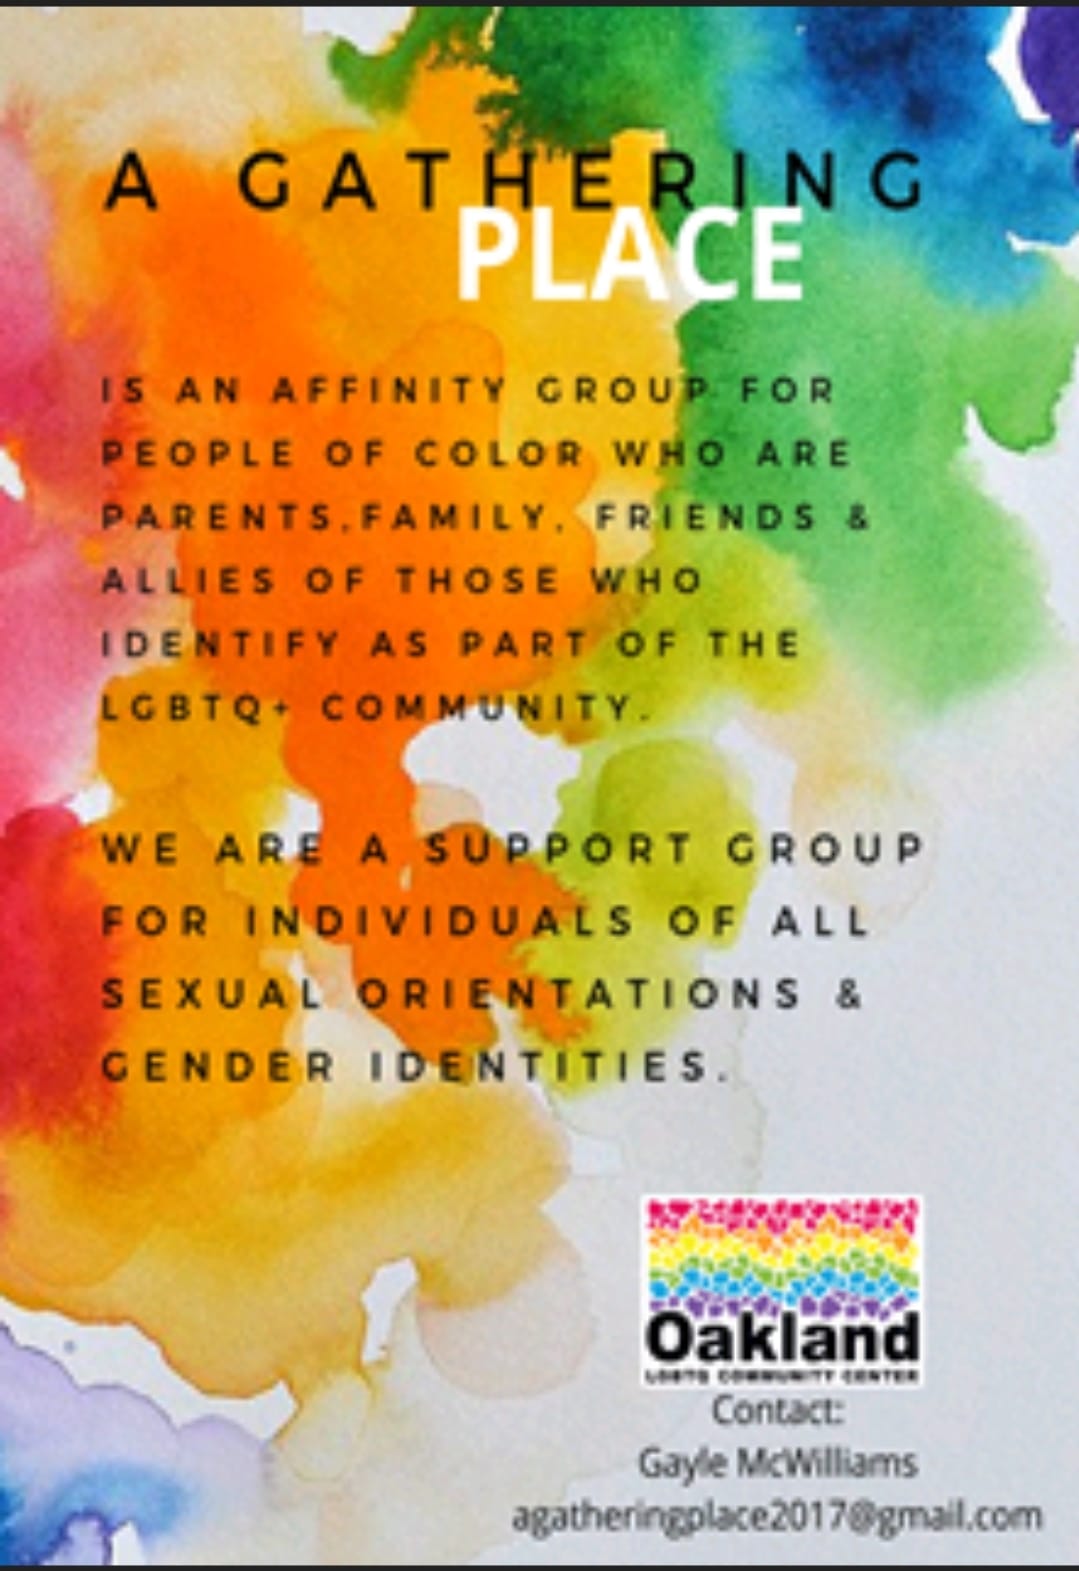 A GATHERING
PLACE
IS AN AFFINITY GROUP FOR
PEOPLE OF COLOR WHO ARE
PARENTS,FAMILY, FRIENDS &
ALLIES OF THOSE WHO
IDENTIFY AS PART OF THE
LGBTQ+ COMMUNITY.
WE ARE A SUPPORT GROUP
FOR INDIVIDUALS OF ALL
SEXUAL ORIENTATIONS &
GENDER IDENTITIES.
Oakland
LGBTQ COMMUNITY CENTER
Contact:
Gayle McWilliams
agatheringplace2017@gmail.com